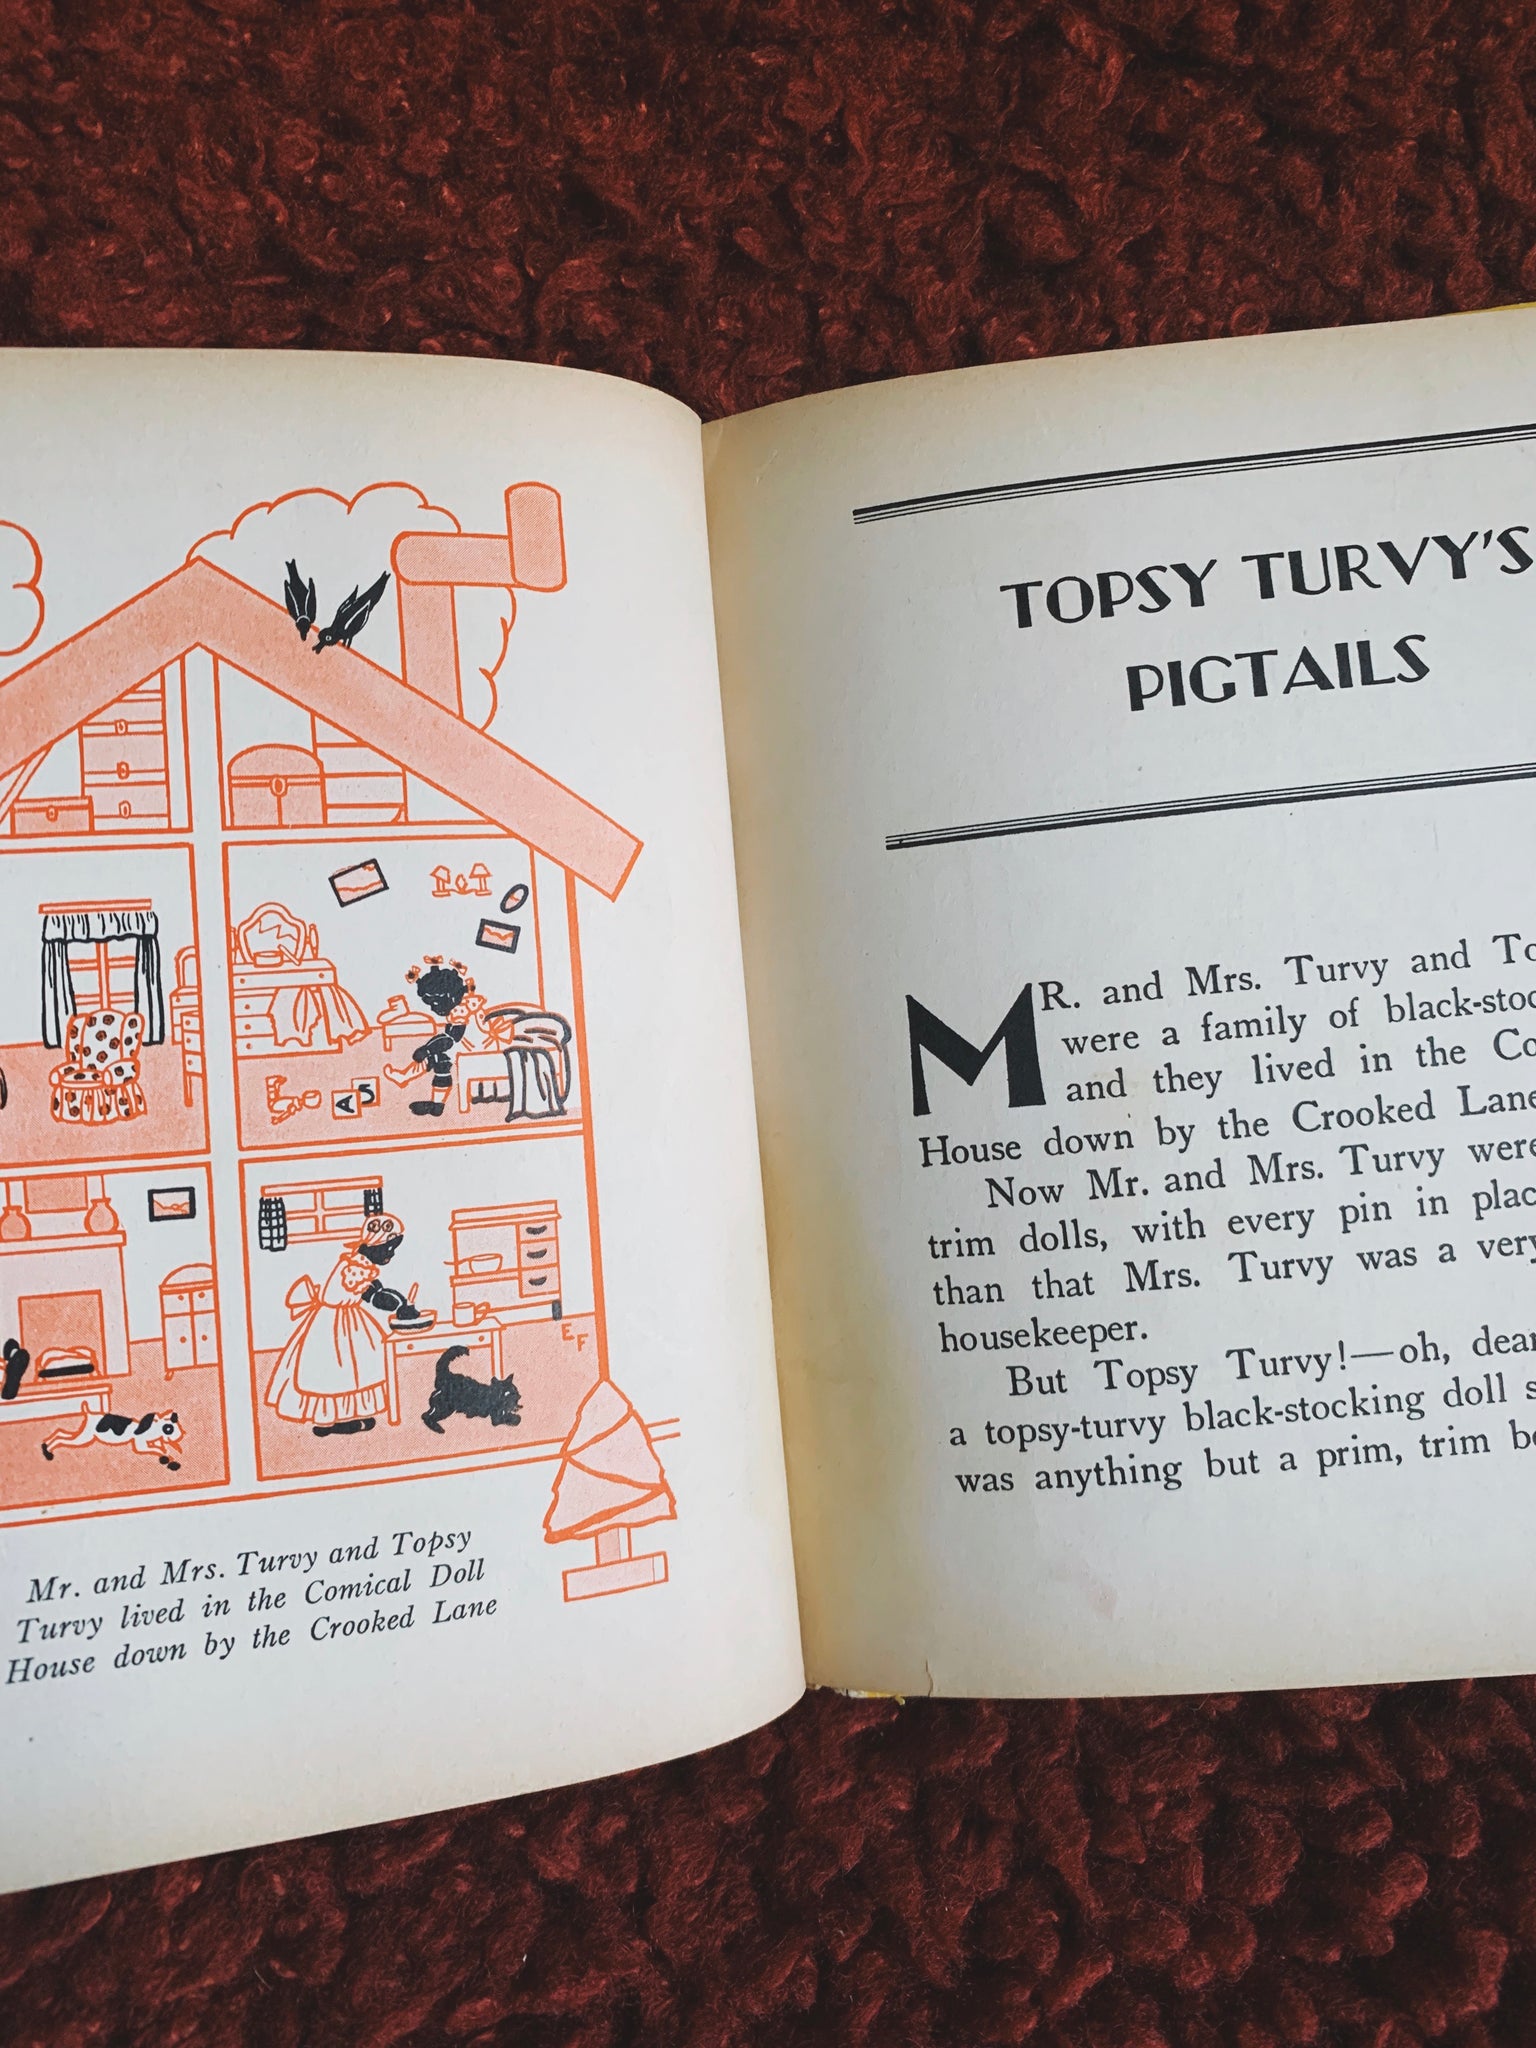 A S
E
F
Mr. and Mrs. Turvy and Topsy
Turvy lived in the Comical Doll
House down by the Crooked Lane
TOPSY TURVY'S
PIGTAILS
MR. and Mrs. Turvy and To
were a family of black-stoc
and they lived in the Co
House down by the Crooked Lane
Now Mr. and Mrs. Turvy were
trim dolls, with every pin in plac
than that Mrs. Turvy was a very
housekeeper.
But Topsy Turvy!—oh, dear
a topsy-turvy black-stocking doll s
was anything but a prim, trim bo